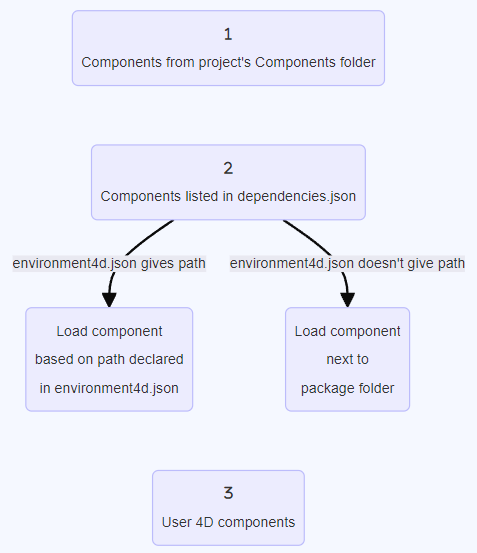 1
Components from project's Components folder
2
Components listed in dependencies.json
environment4d.json gives path
environment4d.json doesn't give path
Load component
based on path declared
in environment4d.json
Load component
next to
package folder
3
User 4D components